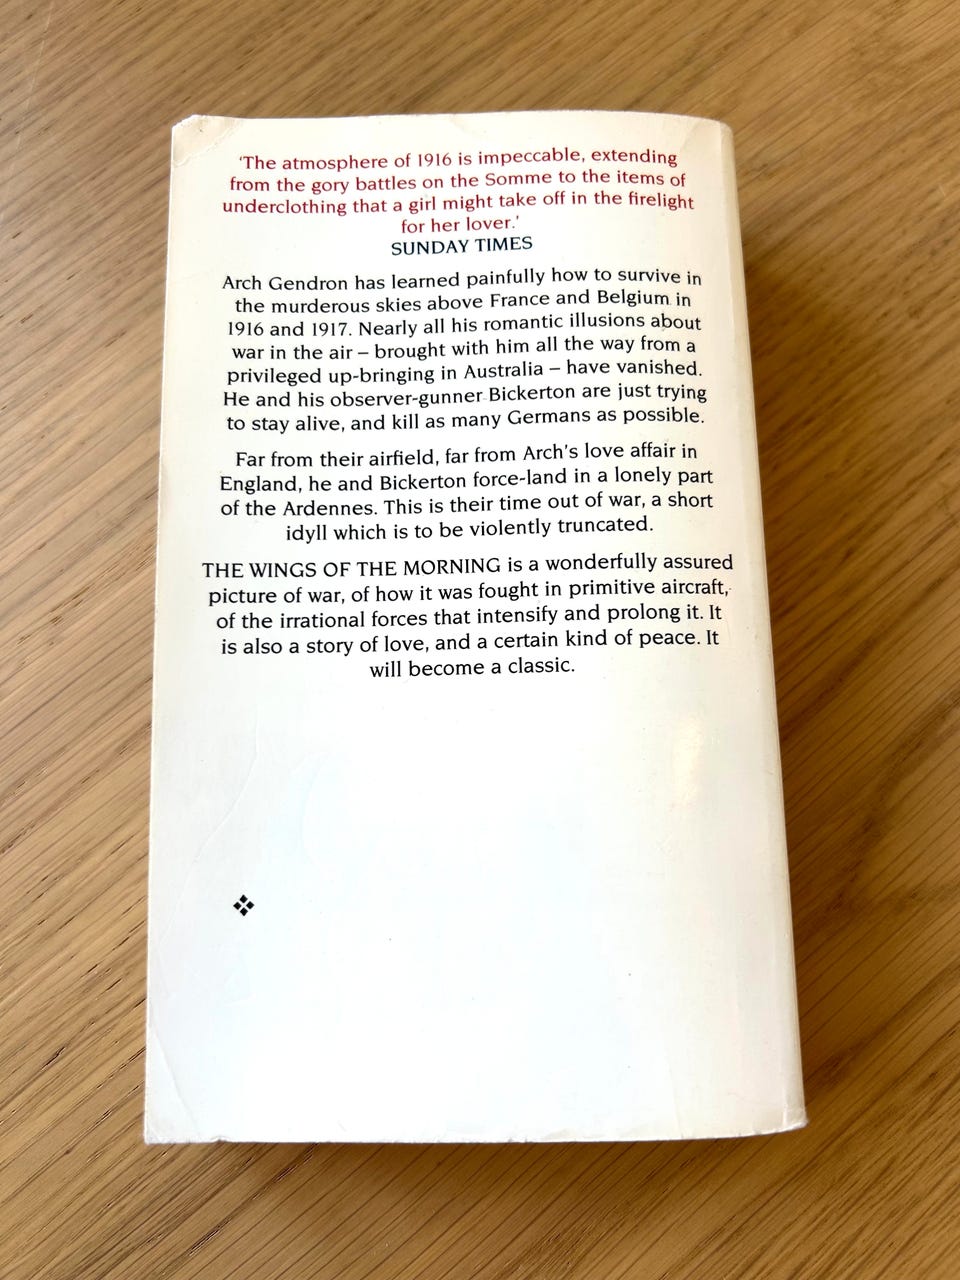 'The atmosphere of 1916 is impeccable, extending
from the gory battles on the Somme to the items of
underclothing that a girl might take off in the firelight
for her lover.'
SUNDAY TIMES
Arch Gendron has learned painfully how to survive in
the murderous skies above France and Belgium in
1916 and 1917. Nearly all his romantic illusions about
war in the air – brought with him all the way from a
privileged up-bringing in Australia – have vanished.
He and his observer-gunner Bickerton are just trying
to stay alive, and kill as many Germans as possible.
Far from their airfield, far from Arch's love affair in
England, he and Bickerton force-land in a lonely part
of the Ardennes. This is their time out of war, a short
idyll which is to be violently truncated.
THE WINGS OF THE MORNING is a wonderfully assured
picture of war, of how it was fought in primitive aircraft,
of the irrational forces that intensify and prolong it. It
is also a story of love, and a certain kind of peace. It
will become a classic.